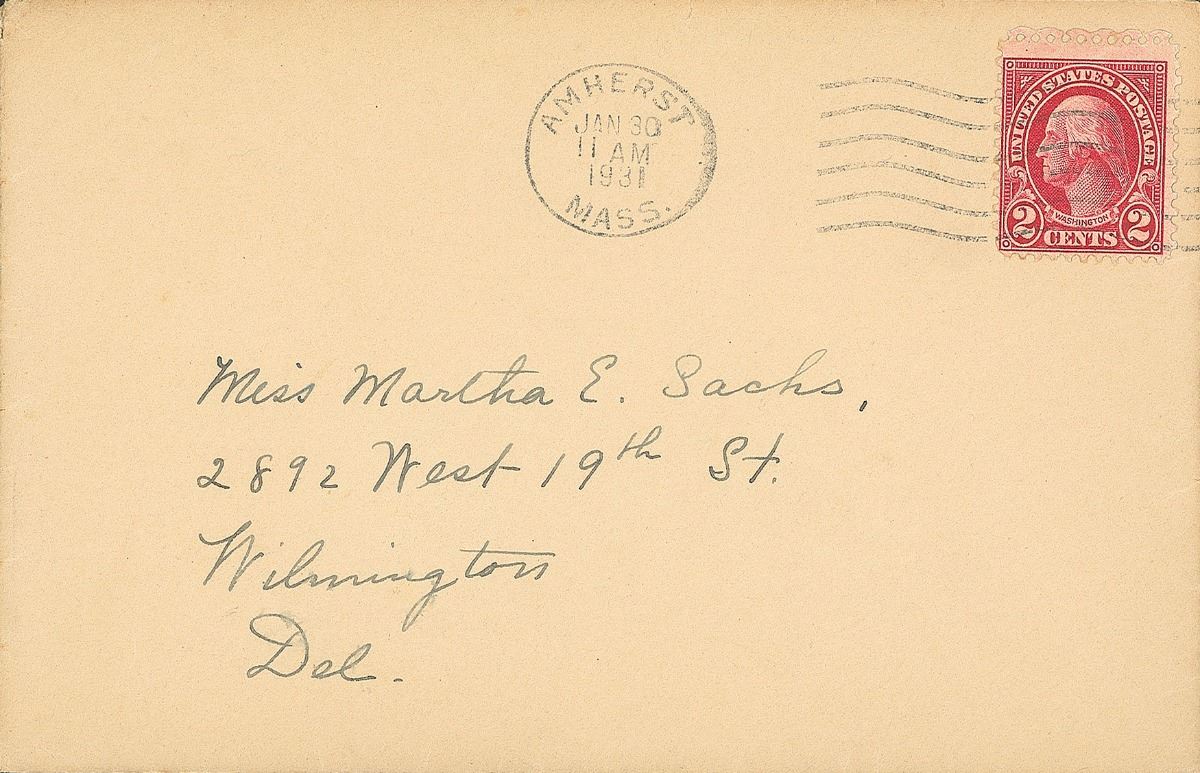 AMHERST
JAN 30
11 AM
1931
MASS.
UNITED STATES POSTAGE
WASHINGTON
2 CENTS 2
Miss Martha E. Sachs,
2892 West 19th St.
Wilmington
Del.